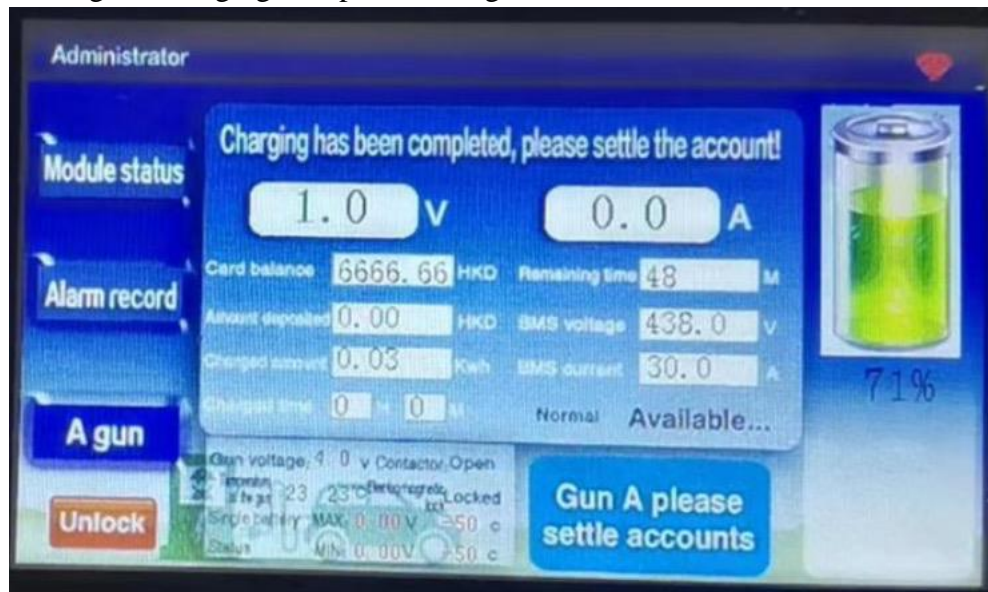 Administrator
Charging has been completed, please settle the account!
Module status
1.0 V
0.0 A
Card balance 6666.66 HKD
Remaining time 48 M
Alarm record
Amount deposited 0.00 HKD
BMS voltage 438.0 V
Charged amount 0.03 Kwh
BMS current 30.0 A
71%
Charged time 0 H 0 M
Normal Available...
A gun
Gun voltage 4.0 v Contactor Open
23 23 c Locked
Gun A please
settle accounts
Unlock
Single battery MAX 0.00V -50 c
Status MIN 0.00V -50 c